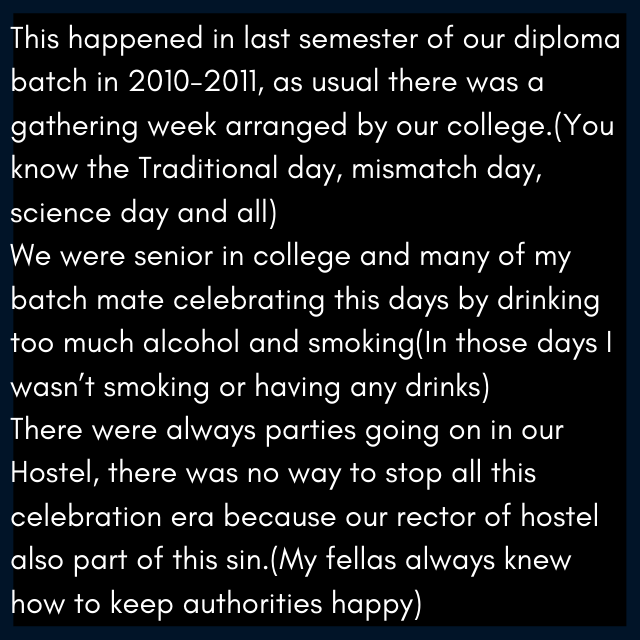 This happened in last semester of our diploma
batch in 2010-2011, as usual there was a
gathering week arranged by our college.(You
know the Traditional day, mismatch day,
science day and all)
We were senior in college and many of my
batch mate celebrating this days by drinking
too much alcohol and smoking(In those days I
wasn't smoking or having any drinks)
There were always parties going on in our
Hostel, there was no way to stop all this
celebration era because our rector of hostel
also part of this sin.(My fellas always knew
how to keep authorities happy)